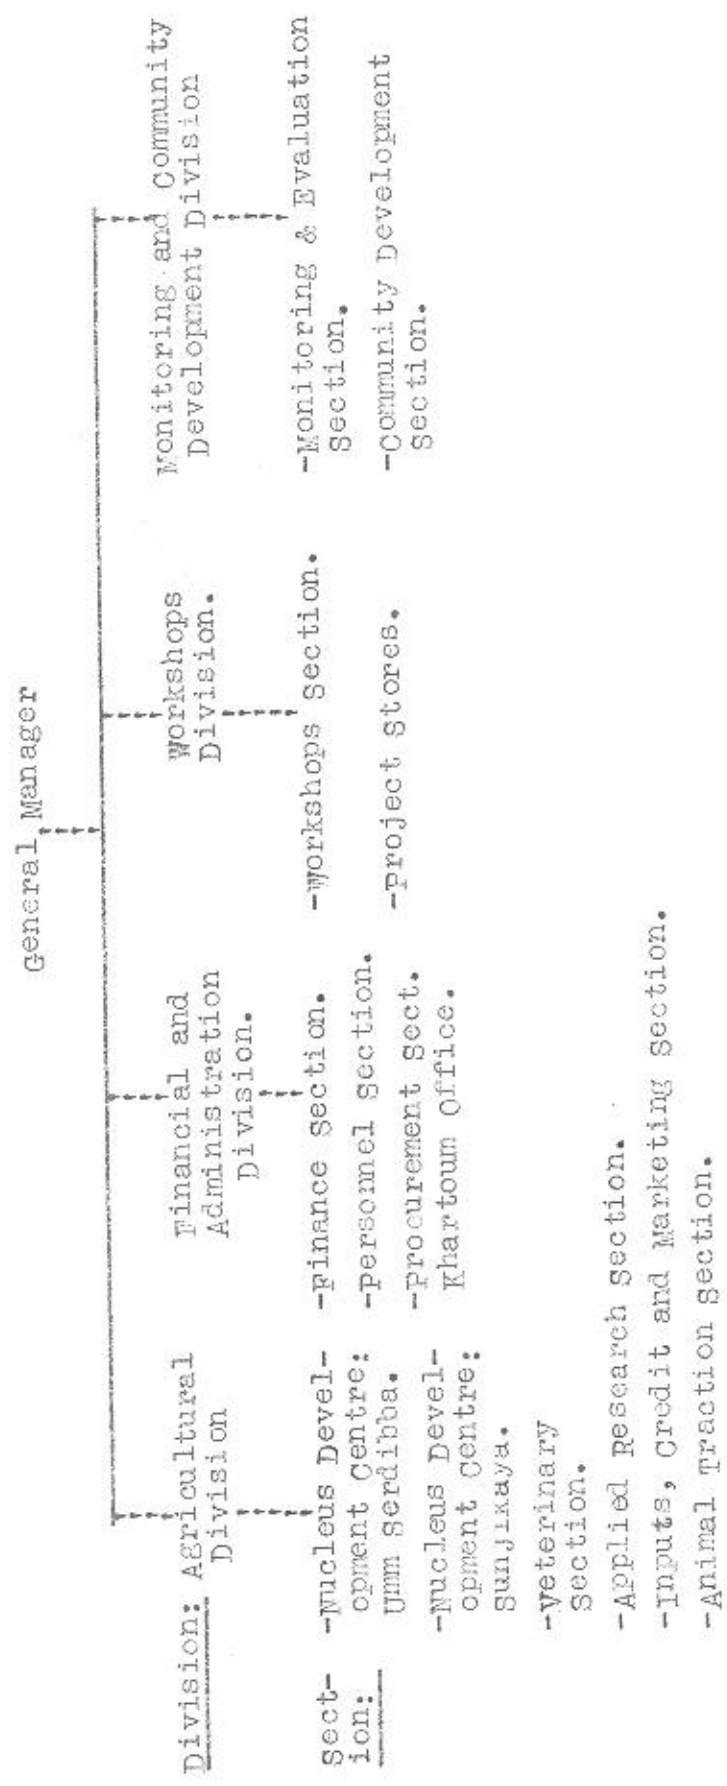 General Manager
Division:
Agricultural
Division
Financial and
Administration
Division.
Workshops
Division.
Monitoring and Community
Development Division
Sect-
ion:
-Nucleus Devel-
opment Centre:
Umm Serdibba.
-Nucleus Devel-
opment Centre:
Sunjikaya.
-Veterinary
Section.
-Applied Research Section.
-Inputs, Credit and Marketing Section.
-Animal Traction Section.
-Finance Section.
-Personnel Section.
-Procurement Sect.
Khartoum Office.
-Workshops Section.
-Project Stores.
-Monitoring & Evaluation
Section.
-Community Development
Section.